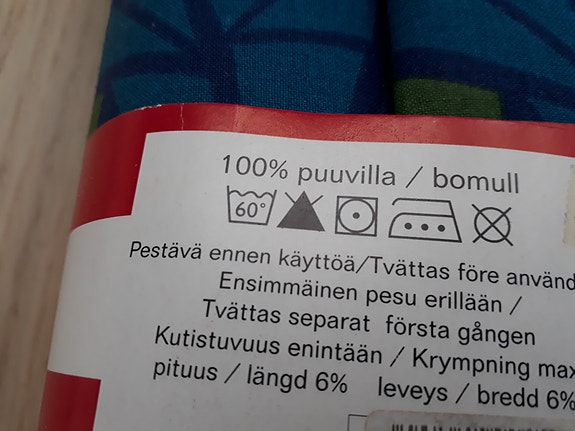 100% puuvilla / bomull
60°
Pestävä ennen käyttöä/Tvättas före använd
Ensimmäinen pesu erillään /
Tvättas separat första gången
Kutistuvuus enintään / Krympning max
pituus / längd 6% leveys / bredd 6%